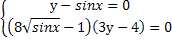 y-sinx = 0
(8√sinx − 1)(3y − 4) = 0